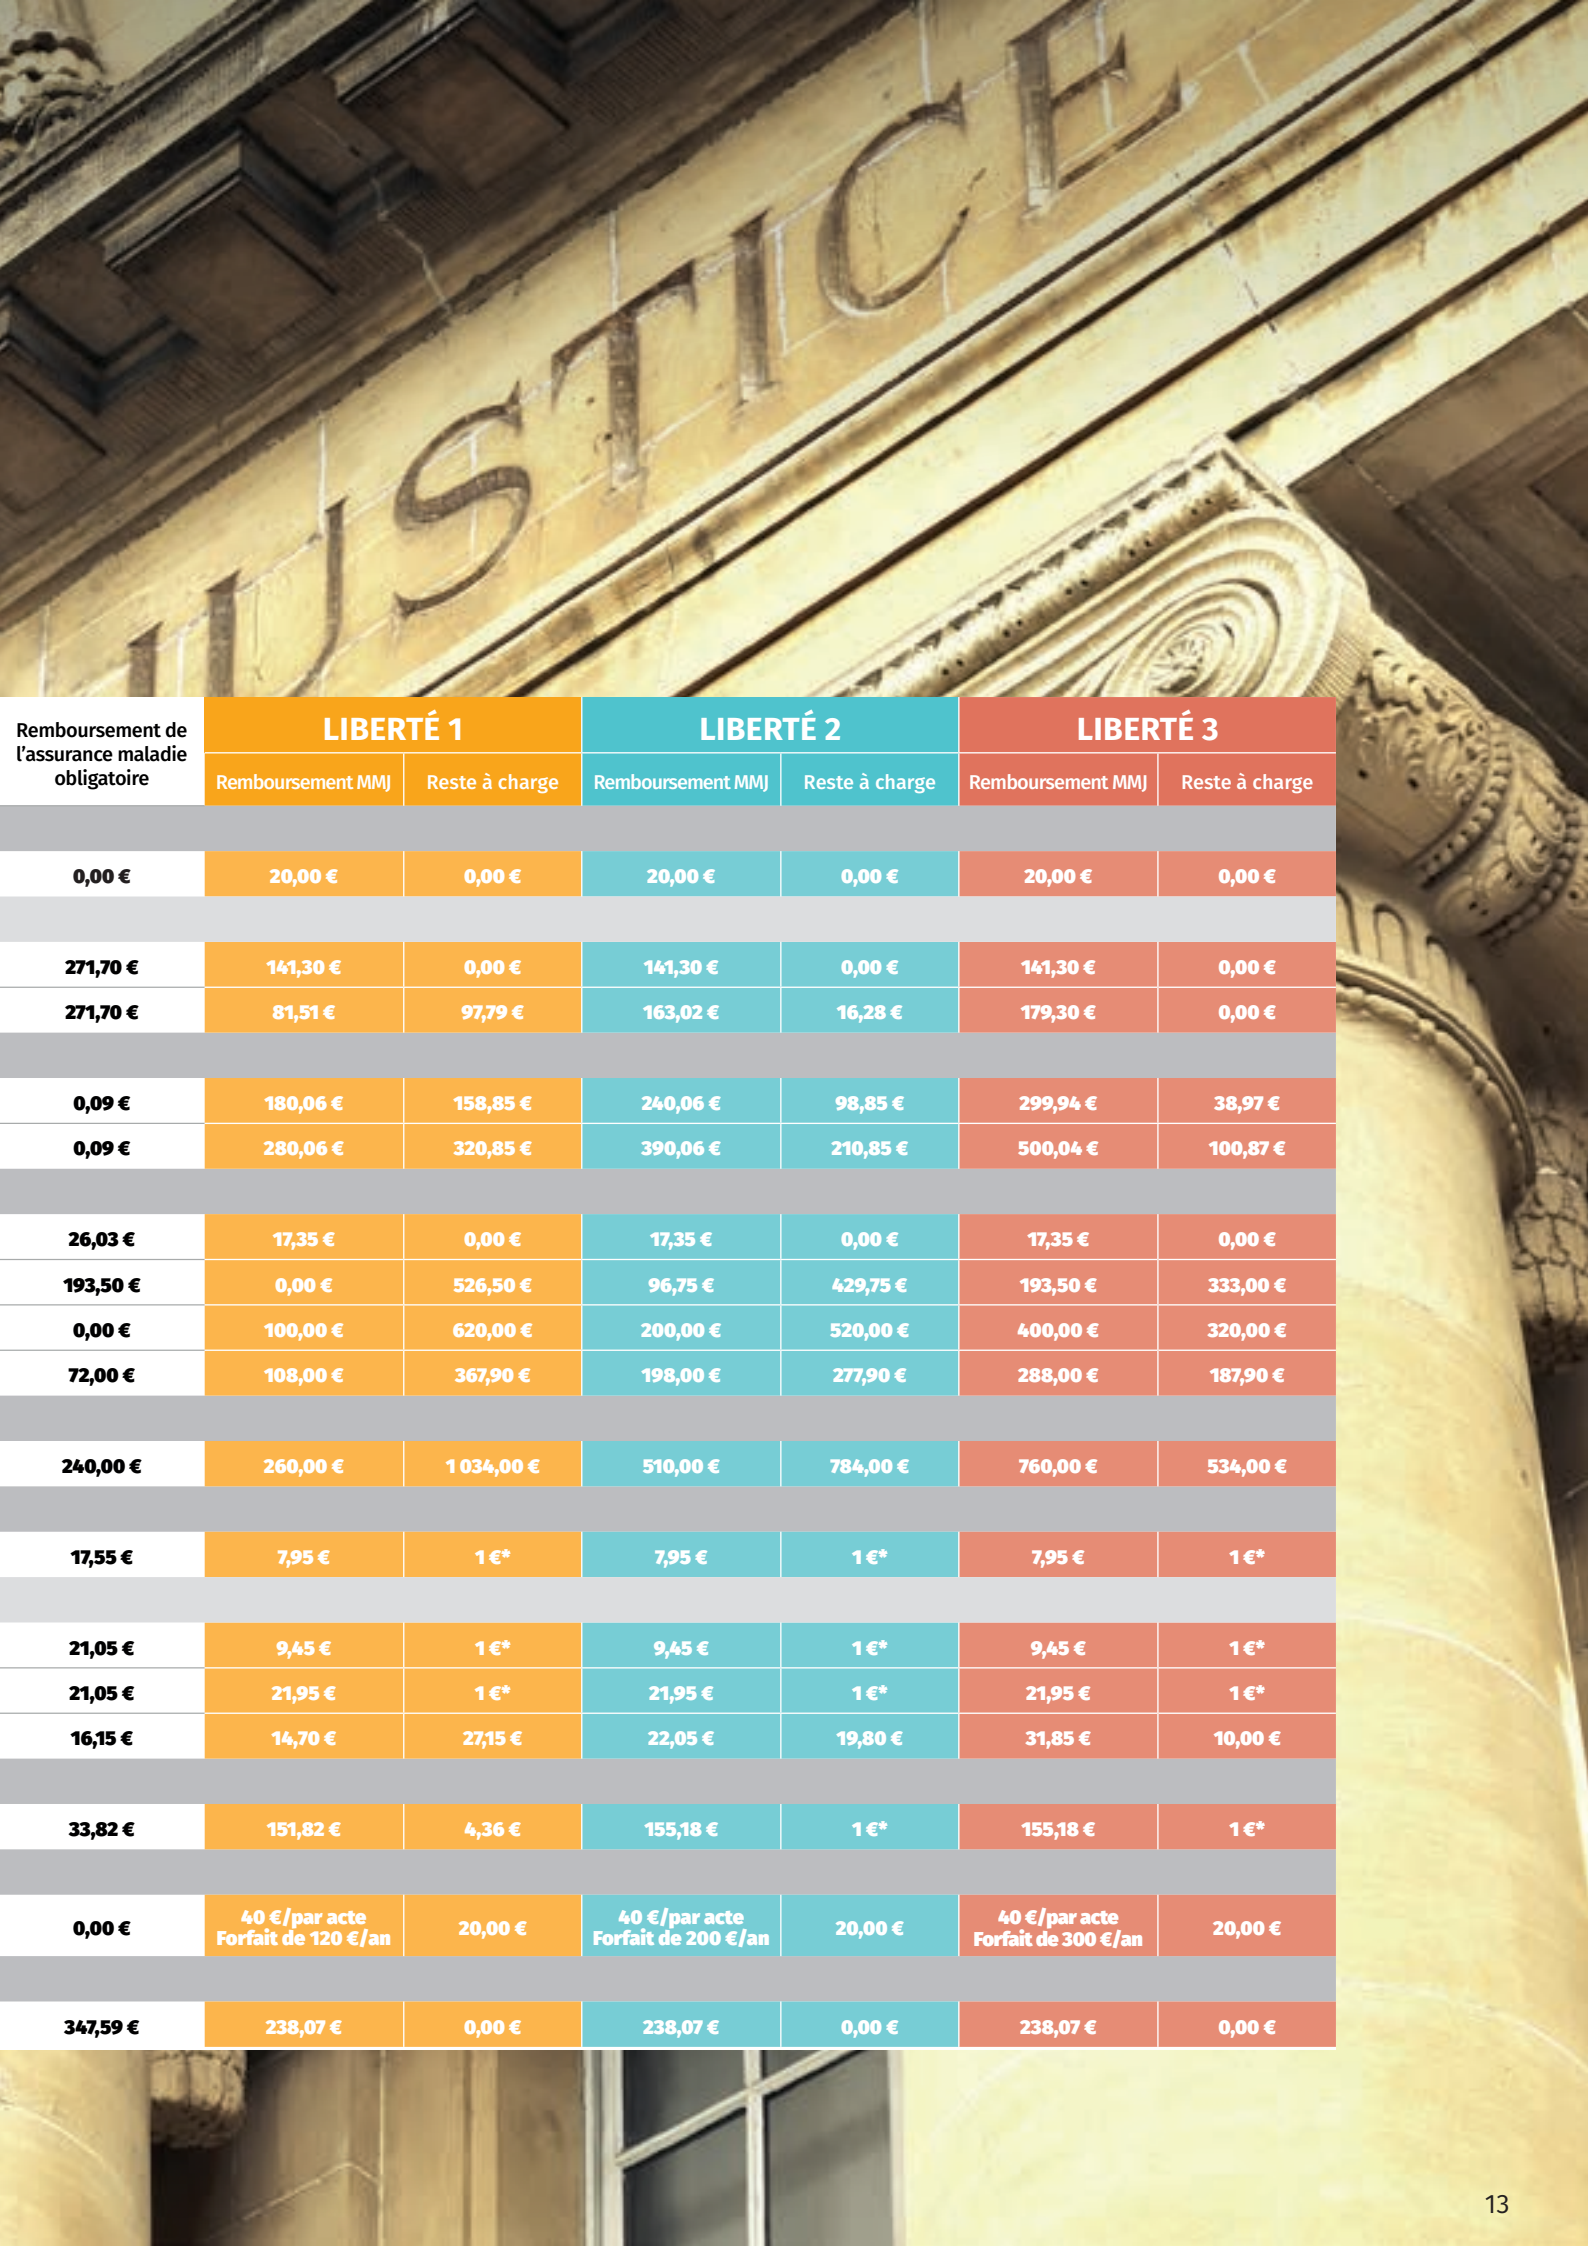 JUSTICE
Remboursement de
l'assurance maladie
obligatoire
LIBERTÉ 1
LIBERTÉ 2
LIBERTÉ 3
Remboursement MMJ Reste à charge Remboursement MMJ Reste à charge Remboursement MMJ Reste à charge
0,00 € 20,00 € 0,00 € 20,00 € 0,00 € 20,00 € 0,00 €
271,70 € 141,30 € 0,00 € 141,30 € 0,00 € 141,30 € 0,00 €
271,70 € 81,51 € 97,79 € 163,02 € 16,28 € 179,30 € 0,00 €
0,09 € 180,06 € 158,85 € 240,06 € 98,85 € 299,94 € 38,97 €
0,09 € 280,06 € 320,85 € 390,06 € 210,85 € 500,04 € 100,87 €
26,03 € 17,35 € 0,00 € 17,35 € 0,00 € 17,35 € 0,00 €
193,50 € 0,00 € 526,50 € 96,75 € 429,75 € 193,50 € 333,00 €
0,00 € 100,00 € 620,00 € 200,00 € 520,00 € 400,00 € 320,00 €
72,00 € 108,00 € 367,90 € 198,00 € 277,90 € 288,00 € 187,90 €
240,00 € 260,00 € 1 034,00 € 510,00 € 784,00 € 760,00 € 534,00 €
17,55 € 7,95 € 1 €* 7,95 € 1 €* 7,95 € 1 €*
21,05 € 9,45 € 1 €* 9,45 € 1 €* 9,45 € 1 €*
21,05 € 21,95 € 1 €* 21,95 € 1 €* 21,95 € 1 €*
16,15 € 14,70 € 27,15 € 22,05 € 19,80 € 31,85 € 10,00 €
33,82 € 151,82 € 4,36 € 155,18 € 1 €* 155,18 € 1 €*
0,00 €
40 €/par acte
Forfait de 120 €/an
20,00 €
40 €/par acte
Forfait de 200 €/an
20,00 €
40 €/par acte
Forfait de 300 €/an
20,00 €
347,59 € 238,07 € 0,00 € 238,07 € 0,00 € 238,07 € 0,00 €
13